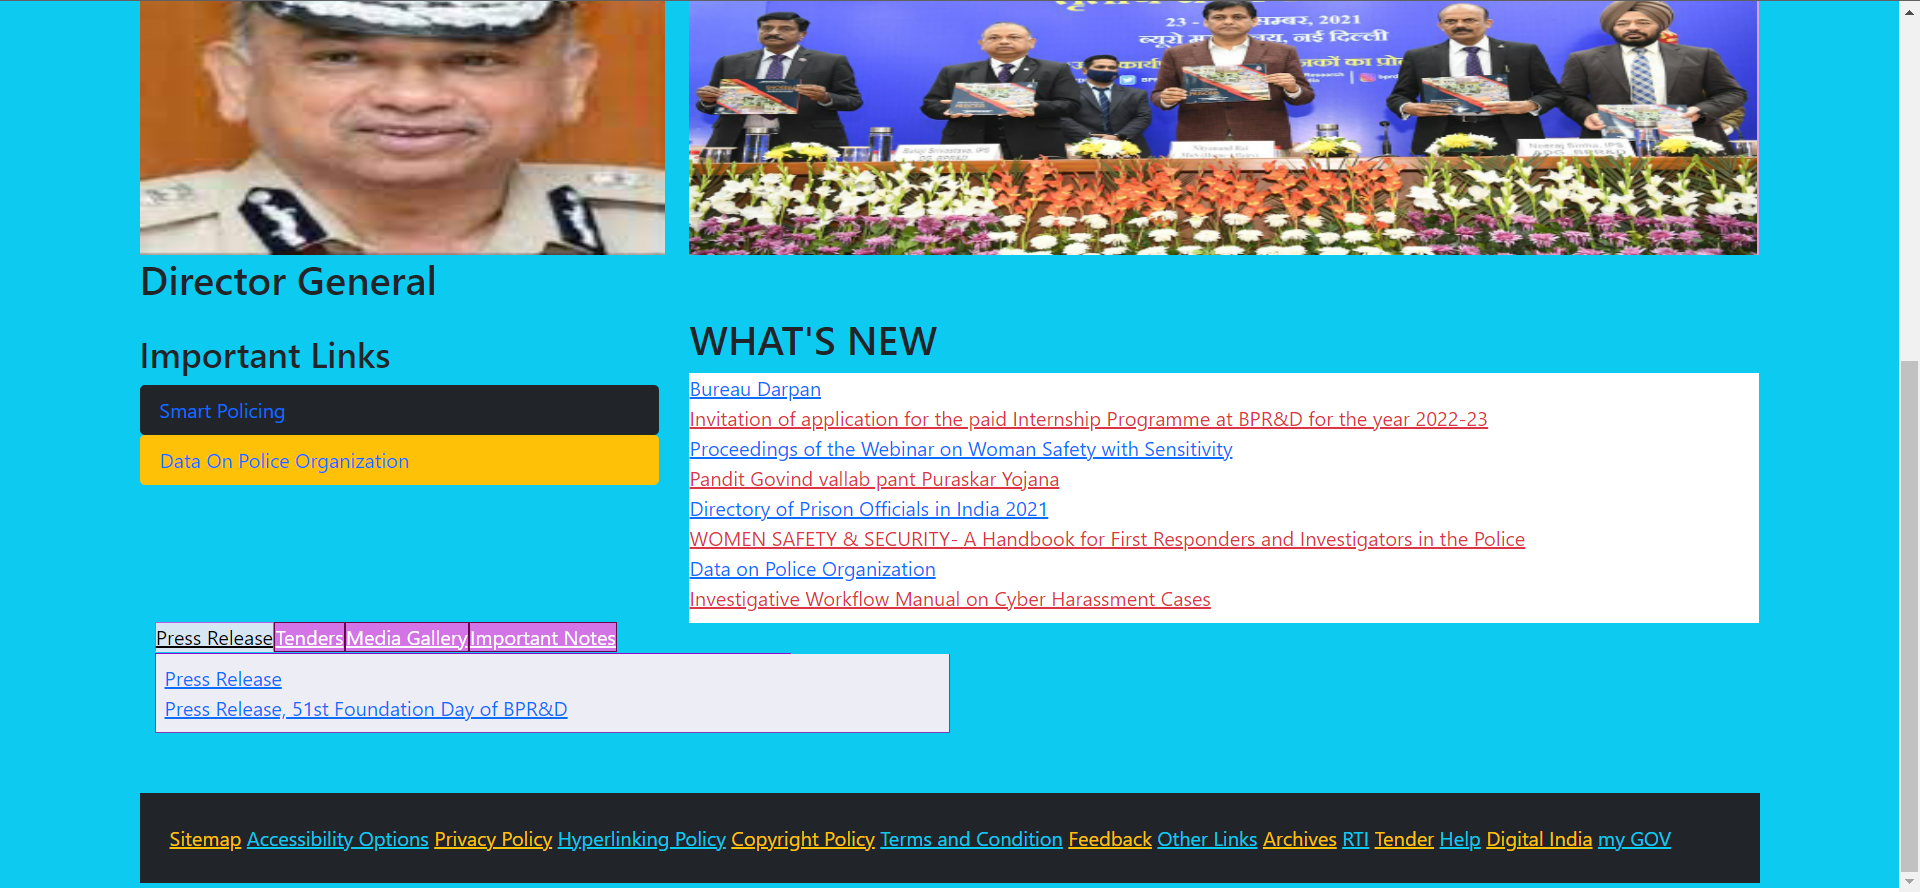 23 - सम्बर, 2021
नई दिल्ली
Director General
Important Links
Smart Policing
Data On Police Organization
WHAT'S NEW
Bureau Darpan
Invitation of application for the paid Internship Programme at BPR&D for the year 2022-23
Proceedings of the Webinar on Woman Safety with Sensitivity
Pandit Govind vallab pant Puraskar Yojana
Directory of Prison Officials in India 2021
WOMEN SAFETY & SECURITY- A Handbook for First Responders and Investigators in the Police
Data on Police Organization
Investigative Workflow Manual on Cyber Harassment Cases
Press Release Tenders Media Gallery Important Notes
Press Release
Press Release, 51st Foundation Day of BPR&D
Sitemap Accessibility Options Privacy Policy Hyperlinking Policy Copyright Policy Terms and Condition Feedback Other Links Archives RTI Tender Help Digital India my GOV